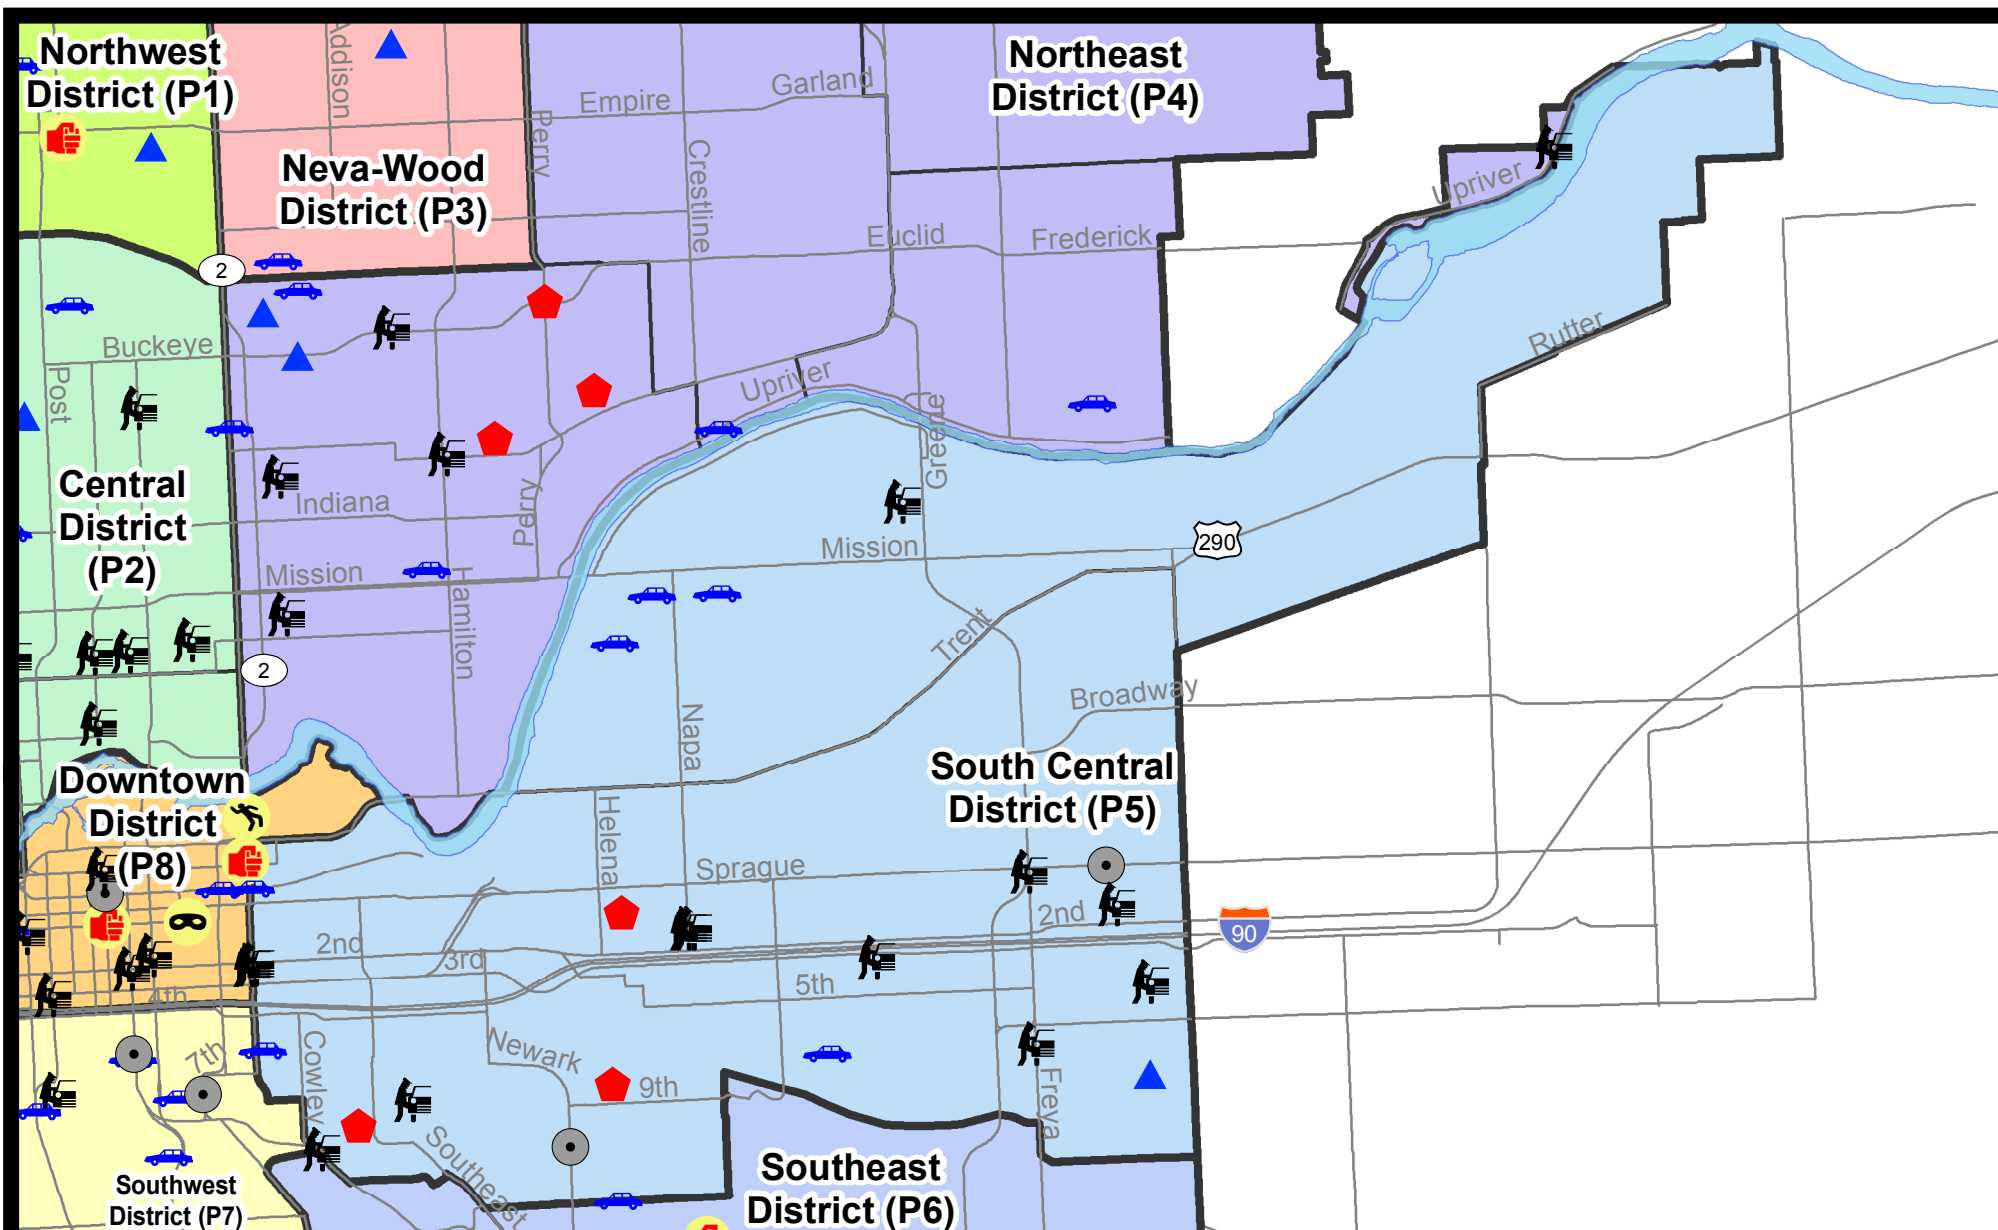 Northwest
District (P1)
Addison
Northeast
District (P4)
Garland
Empire
Perry
Neva-Wood
District (P3)
Crestline
Upriver
Euclid
Frederick
2
Buckeye
Post
Rutter
Upriver
Greene
Central
District
(P2)
Indiana
Perry
Mission
290
Mission
Hamilton
Trent
2
Broadway
Napa
South Central
District (P5)
Downtown
District
(P8)
Helena
Sprague
2nd
90
2nd
3rd
5th
4th
7th
Cowley
Newark
9th
Freya
Southeast
Southeast
District (P6)
Southwest
District (P7)